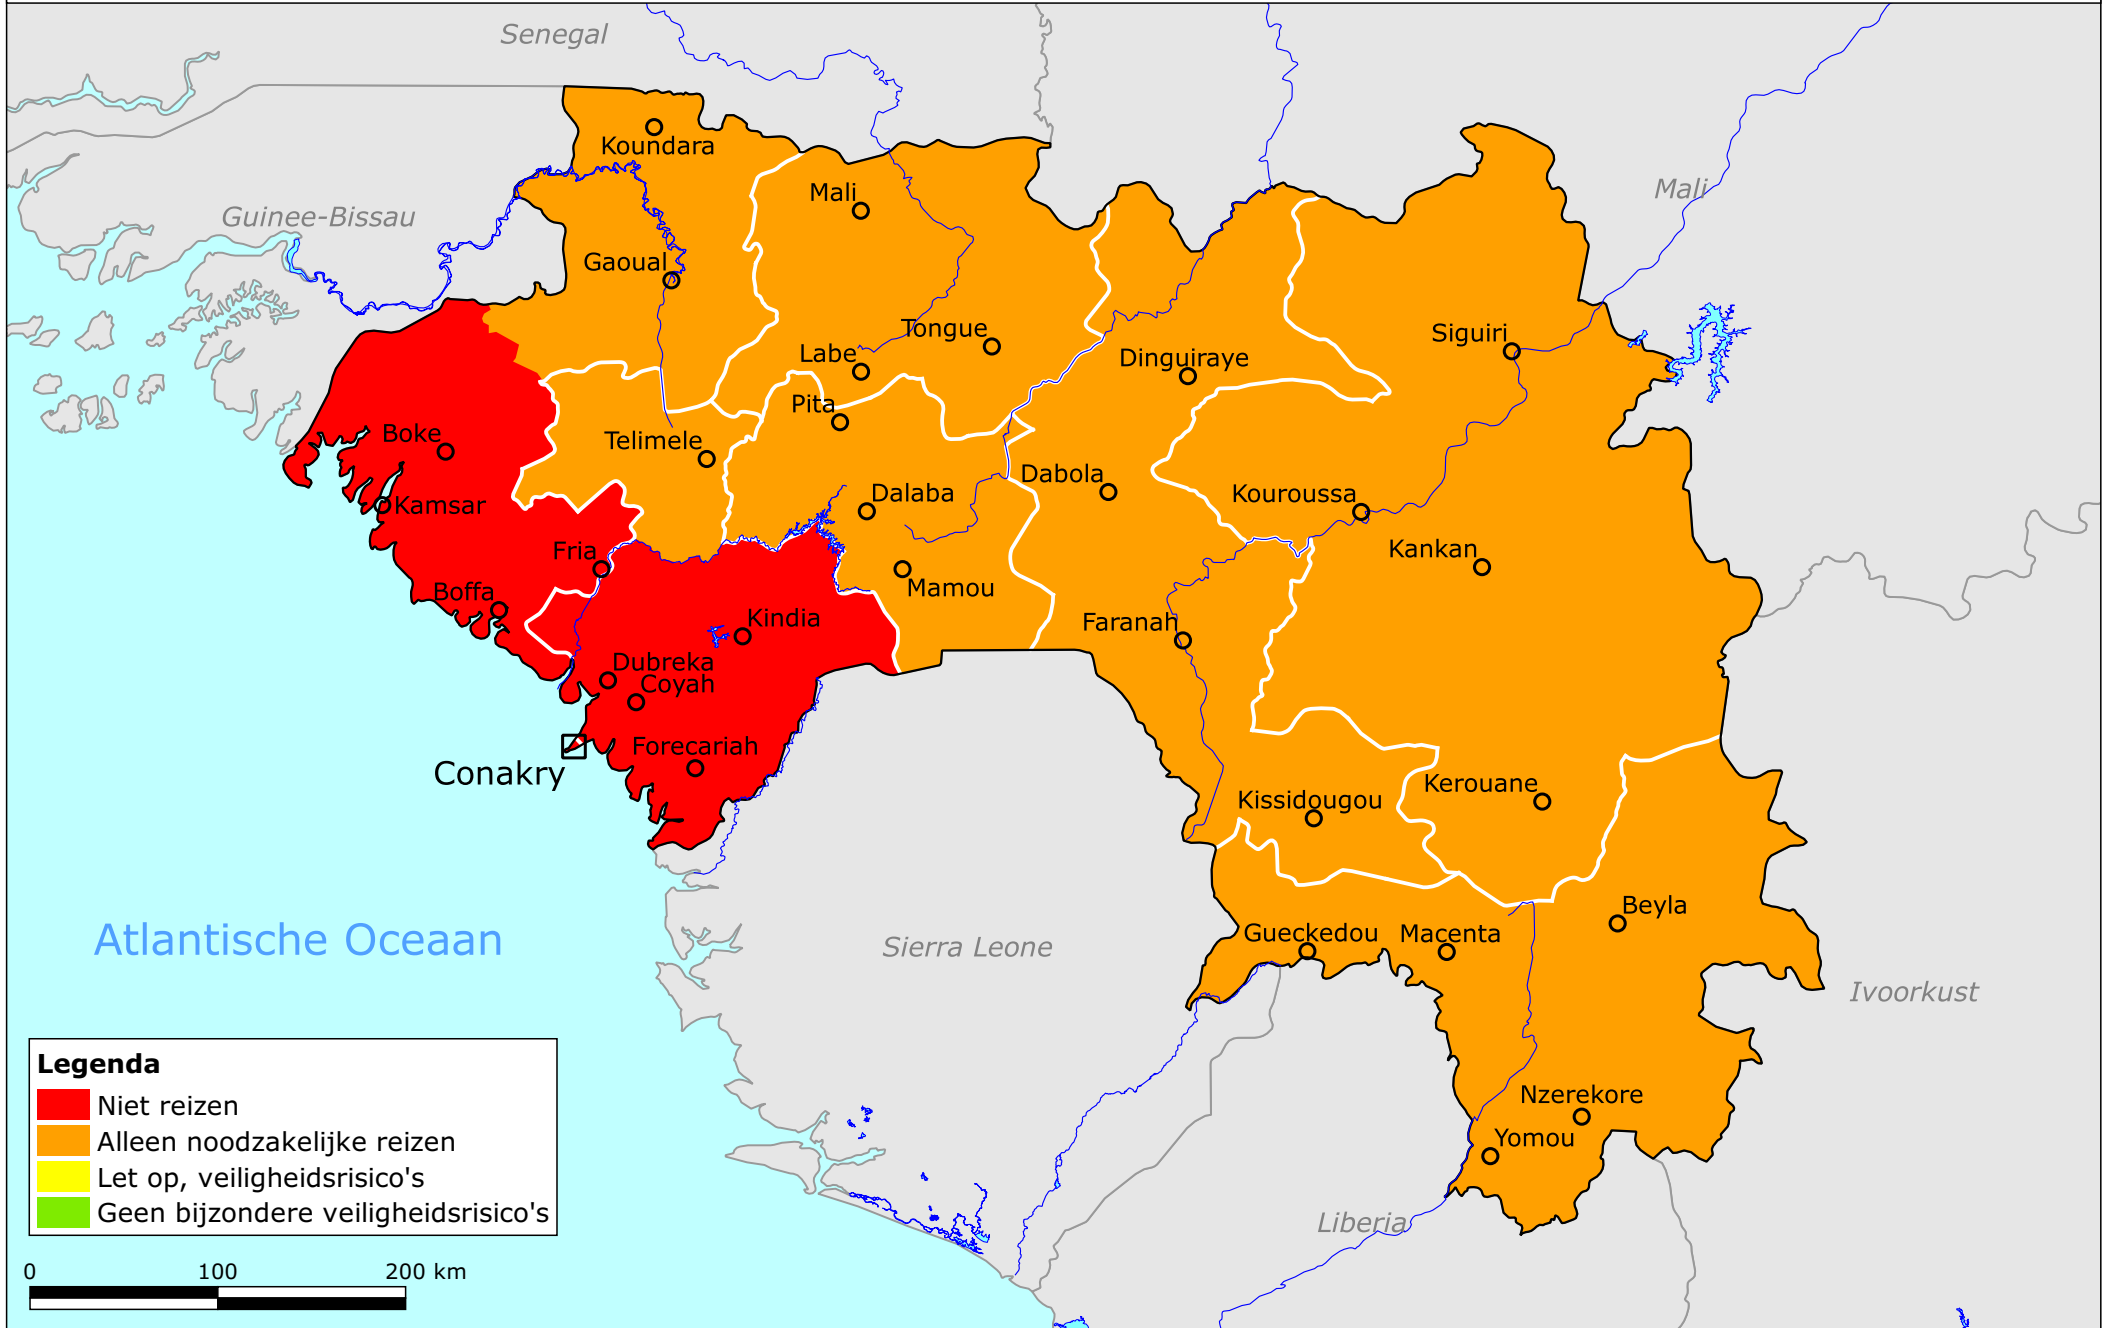 Senegal
Koundara
Mali
Mali
Guinee-Bissau
Gaoual
Tongue
Siguiri
Labe
Dinguiraye
Pita
Boke
Telimele
Dabola
Dalaba
Kouroussa
Kamsar
Fria
Kankan
Mamou
Boffa
Kindia
Faranah
Dubreka
Coyah
Forecariah
Conakry
Kerouane
Kissidougou
Beyla
Gueckedou
Macenta
Atlantische Oceaan
Sierra Leone
Ivoorkust
Legenda
Niet reizen
Alleen noodzakelijke reizen
Let op, veiligheidsrisico's
Geen bijzondere veiligheidsrisico's
Nzerekore
Yomou
Liberia
0 100 200 km